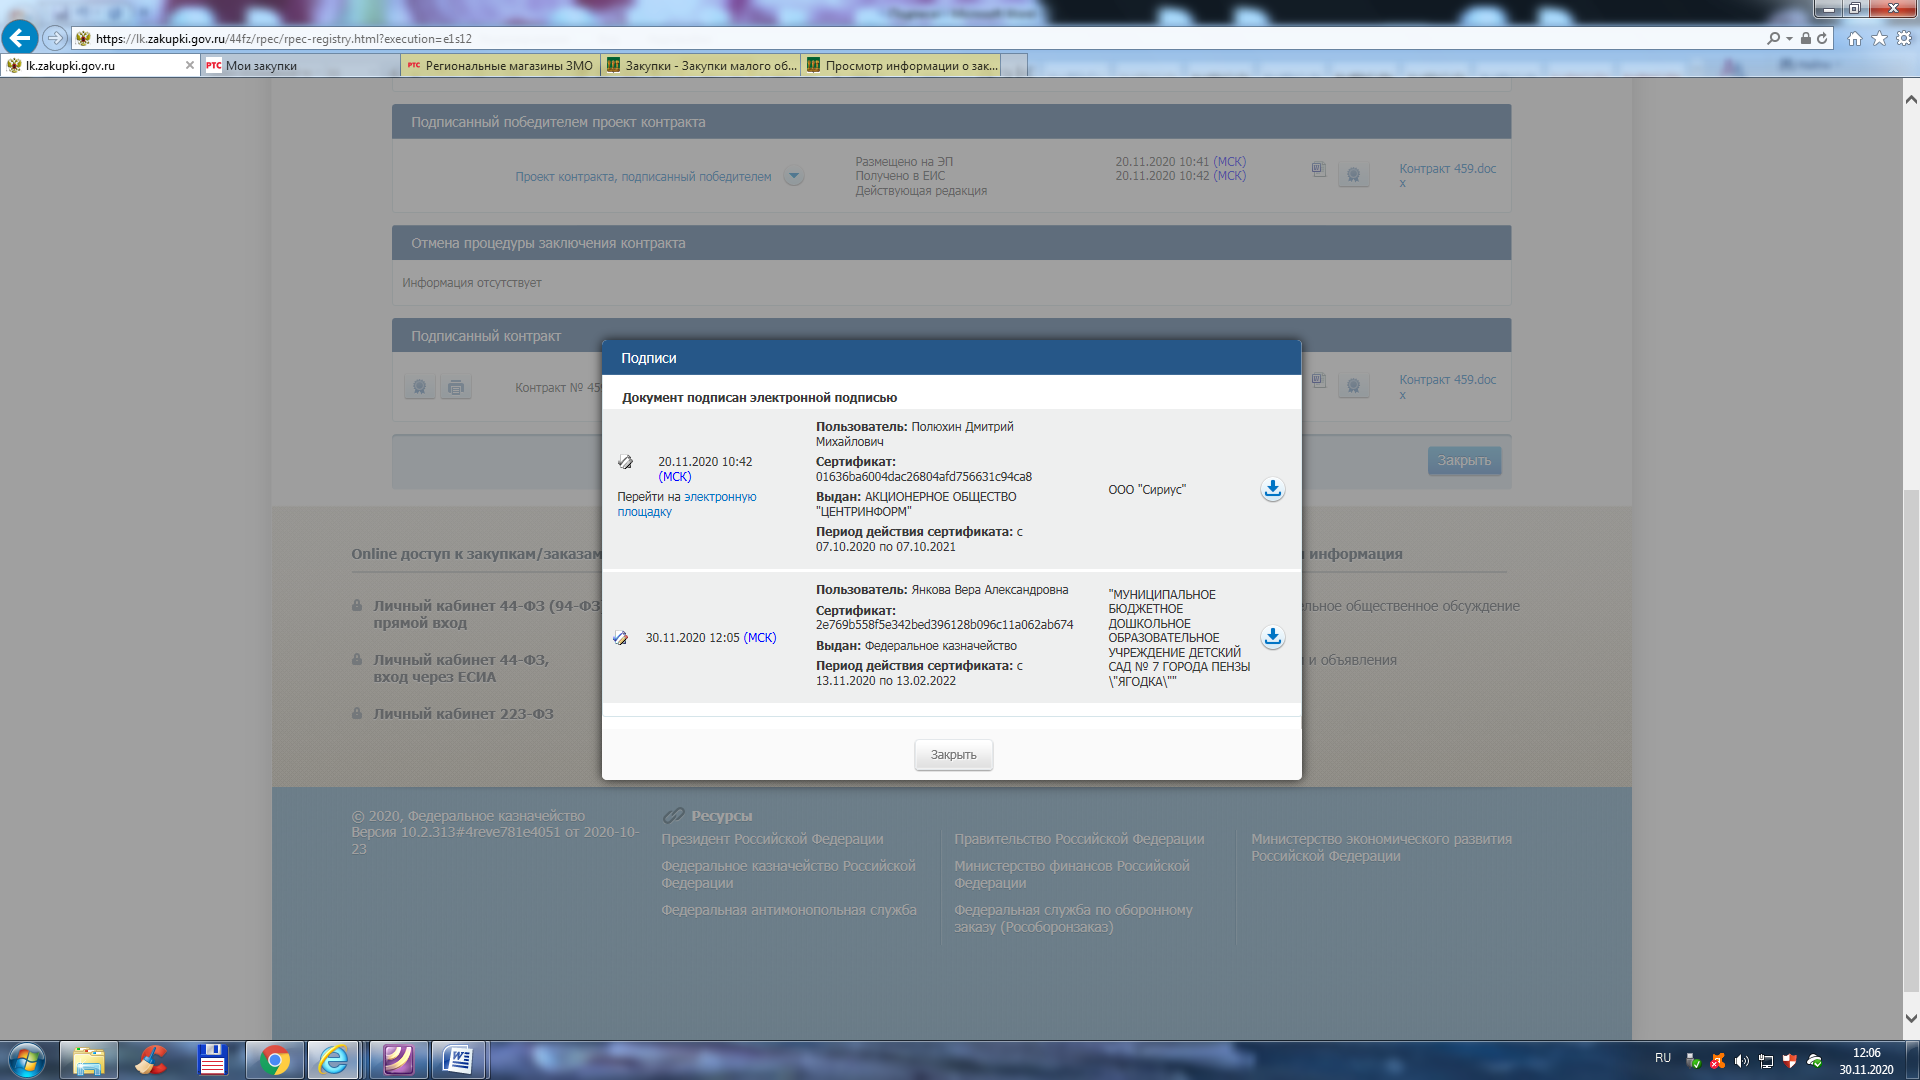 https://lk.zakupki.gov.ru/44fz/rpec/rpec-registry.html?execution=e1s12
lk.zakupki.gov.ru
РТС Мои закупки
РТС Региональные магазины ЗМО
Закупки - Закупки малого об...
Просмотр информации о зак...
Подписанный победителем проект контракта
Проект контракта, подписанный победителем
Размещено на ЭП
Получено в ЕИС
Действующая редакция
20.11.2020 10:41 (МСК)
20.11.2020 10:42 (МСК)
Контракт 459.doc
x
Отмена процедуры заключения контракта
Информация отсутствует
Подписанный контракт
Контракт № 45
Контракт 459.doc
x
Закрыть
Подписи
Документ подписан электронной подписью
20.11.2020 10:42
(МСК)
Перейти на электронную
площадку
Пользователь: Полюхин Дмитрий
Михайлович
Сертификат:
01636ba6004dac26804afd756631c94ca8
Выдан: АКЦИОНЕРНОЕ ОБЩЕСТВО
"ЦЕНТРИНФОРМ"
Период действия сертификата: с
07.10.2020 по 07.10.2021
ООО "Сириус"
30.11.2020 12:05 (МСК)
Пользователь: Янкова Вера Александровна
Сертификат:
2e769b558f5e342bed396128b096c11a062ab674
Выдан: Федеральное казначейство
Период действия сертификата: с
13.11.2020 по 13.02.2022
"МУНИЦИПАЛЬНОЕ
БЮДЖЕТНОЕ
ДОШКОЛЬНОЕ
ОБРАЗОВАТЕЛЬНОЕ
УЧРЕЖДЕНИЕ ДЕТСКИЙ
САД № 7 ГОРОДА ПЕНЗЫ
\"ЯГОДКА\""
Закрыть
Online доступ к закупкам/заказам
Личный кабинет 44-ФЗ (94-ФЗ
прямой вход
Личный кабинет 44-ФЗ,
вход через ЕСИА
Личный кабинет 223-ФЗ
информация
льное общественное обсуждение
и объявления
© 2020, Федеральное казначейство
Версия 10.2.313#4reve781e4051 от 2020-10-
23
Ресурсы
Президент Российской Федерации
Федеральное казначейство Российской
Федерации
Федеральная антимонопольная служба
Правительство Российской Федерации
Министерство финансов Российской
Федерации
Федеральная служба по оборонному
заказу (Рособоронзаказ)
Министерство экономического развития
Российской Федерации
RU
12:06
30.11.2020